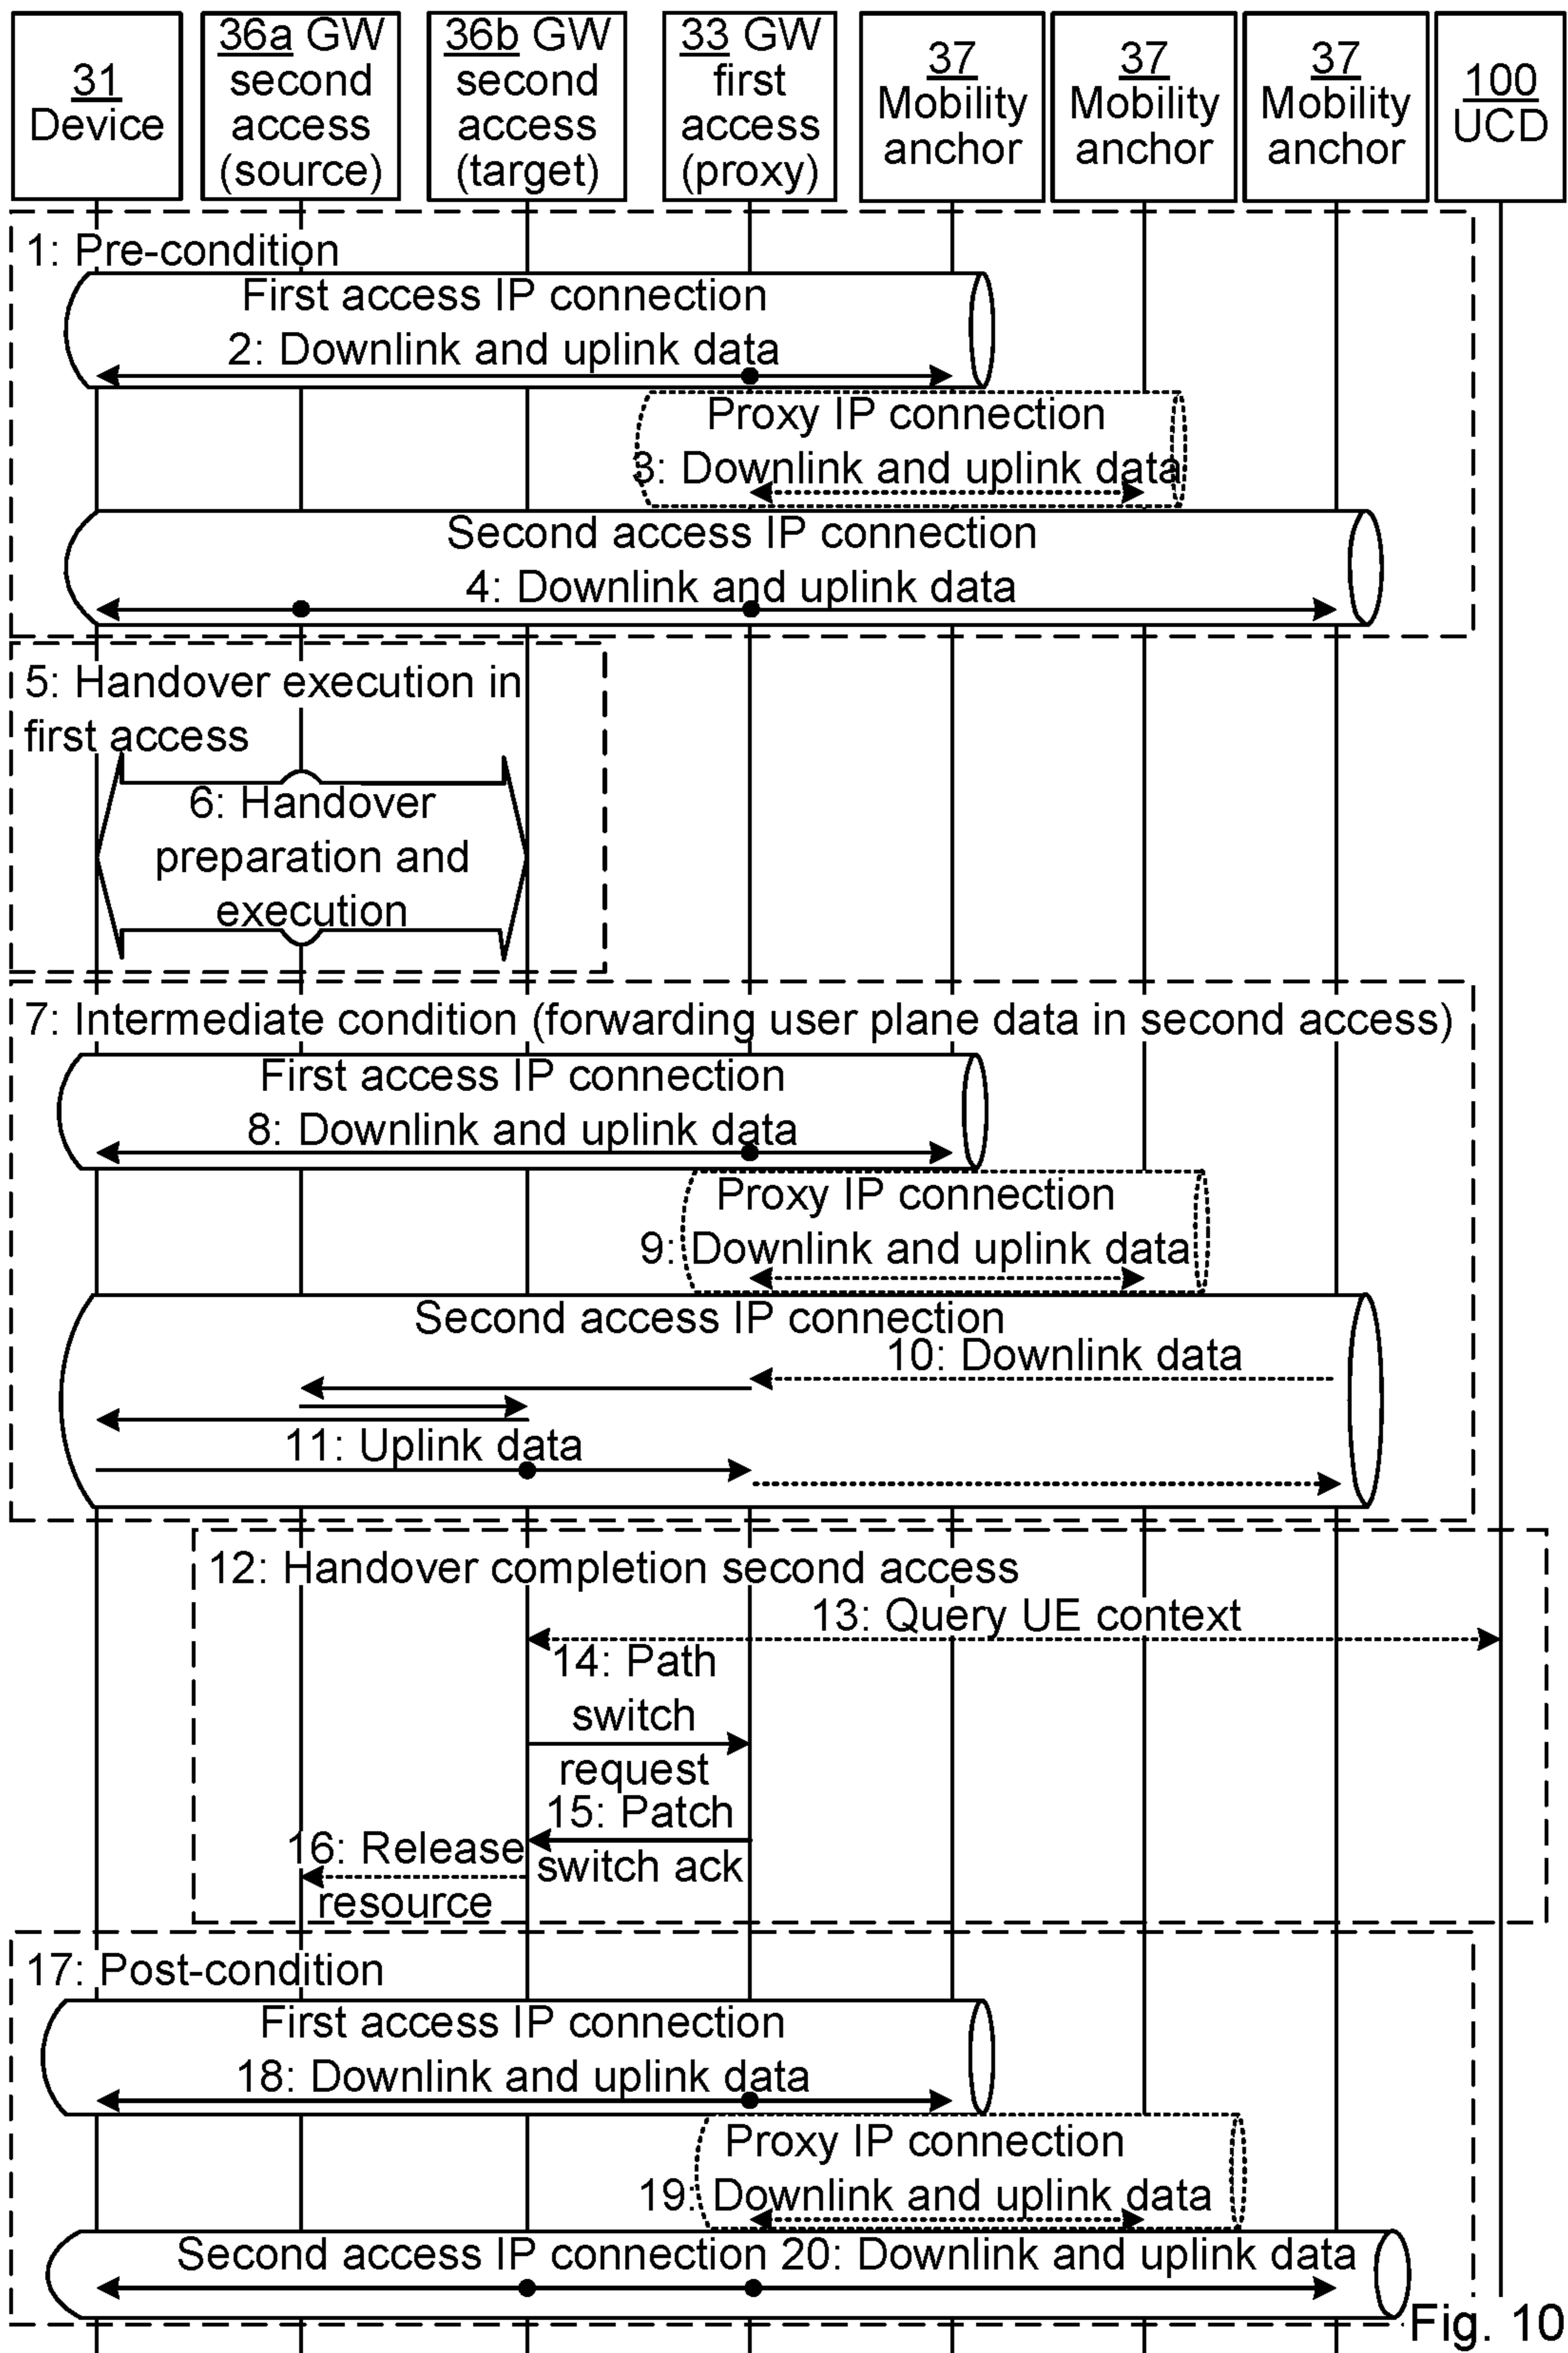 31
Device
36a GW
second
access
(source)
36b GW
second
access
(target)
33 GW
first
access
(proxy)
37
Mobility
anchor
37
Mobility
anchor
37
Mobility
anchor
100
UCD
1: Pre-condition
First access IP connection
2: Downlink and uplink data
Proxy IP connection
3: Downlink and uplink data
Second access IP connection
4: Downlink and uplink data
5: Handover execution in
first access
6: Handover
preparation and
execution
7: Intermediate condition (forwarding user plane data in second access)
First access IP connection
8: Downlink and uplink data
Proxy IP connection
9: Downlink and uplink data
Second access IP connection
10: Downlink data
11: Uplink data
12: Handover completion second access
13: Query UE context
14: Path
switch
request
15: Patch
switch ack
16: Release
resource
17: Post-condition
First access IP connection
18: Downlink and uplink data
Proxy IP connection
19: Downlink and uplink data
Second access IP connection 20: Downlink and uplink data
Fig. 10